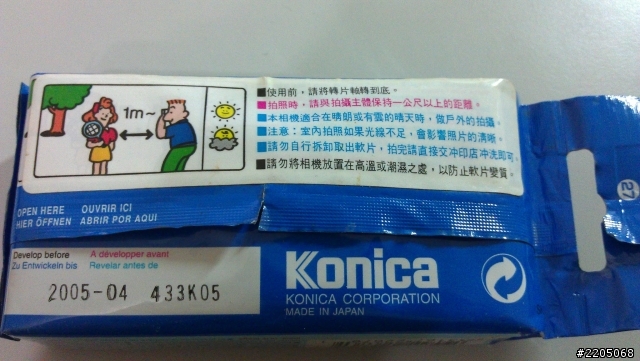 1m~
■使用前，請將轉片軸轉到底。
■拍照時，請與拍攝主體保持一公尺以上的距離。
■本相機適合在晴朗或有雲的晴天時，做戶外的拍攝。
■注意：室內拍照如果光線不足，會影響照片的清晰。
■請勿自行拆卸取出軟片，拍完請直接交沖印店沖洗即可。
■請勿將相機放置在高溫或潮濕之處，以防止軟片變質。
27
OPEN HERE OUVRIR ICI
HIER ÖFFNEN ABRIR POR AQUI
Develop before A développer avant
Zu Entwickeln bis Revelar antes de
2005-04 433K05
Konica
KONICA CORPORATION
MADE IN JAPAN
#2205068